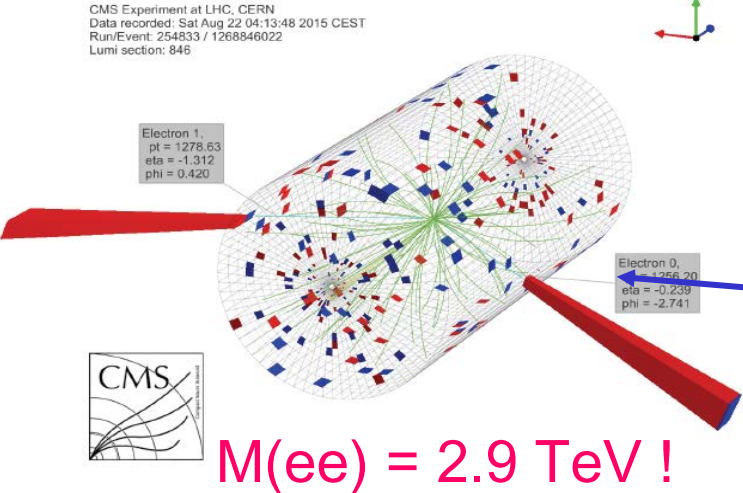 CMS Experiment at LHC, CERN
Data recorded: Sat Aug 22 04:13:48 2015 CEST
Run/Event: 254833 / 1268846022
Lumi section: 846
Electron 1,
pt = 1278.63
eta = -1.312
phi = 0.420
Electron 0,
= 1256.20
eta = -0.239
phi = -2.741
CMS
M(ee) = 2.9 TeV !